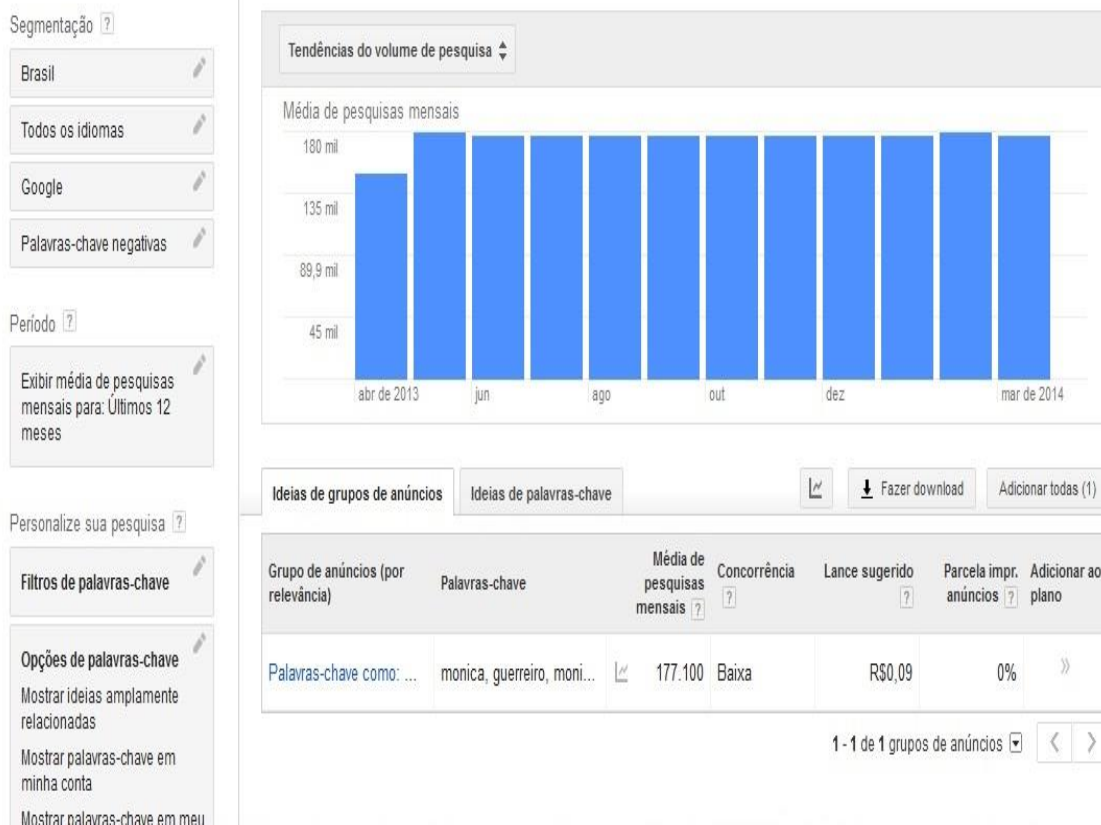 Segmentação ?
Brasil
Todos os idiomas
Google
Palavras-chave negativas
Período ?
Exibir média de pesquisas
mensais para: Últimos 12
meses
Personalize sua pesquisa ?
Filtros de palavras-chave
Opções de palavras-chave
Mostrar ideias amplamente
relacionadas
Mostrar palavras-chave em
minha conta
Mostrar palavras-chave em meu
Tendências do volume de pesquisa
Média de pesquisas mensais
180 mil
135 mil
89,9 mil
45 mil
abr de 2013 jun ago out dez mar de 2014
Ideias de grupos de anúncios Ideias de palavras-chave Fazer download Adicionar todas (1)
Grupo de anúncios (por
relevância)
Palavras-chave
Média de
pesquisas
mensais ?
Concorrência
?
Lance sugerido
?
Parcela impr.
anúncios ?
Adicionar ao
plano
Palavras-chave como: ... monica, guerreiro, moni... 177.100 Baixa R$0,09 0% »
1 - 1 de 1 grupos de anúncios